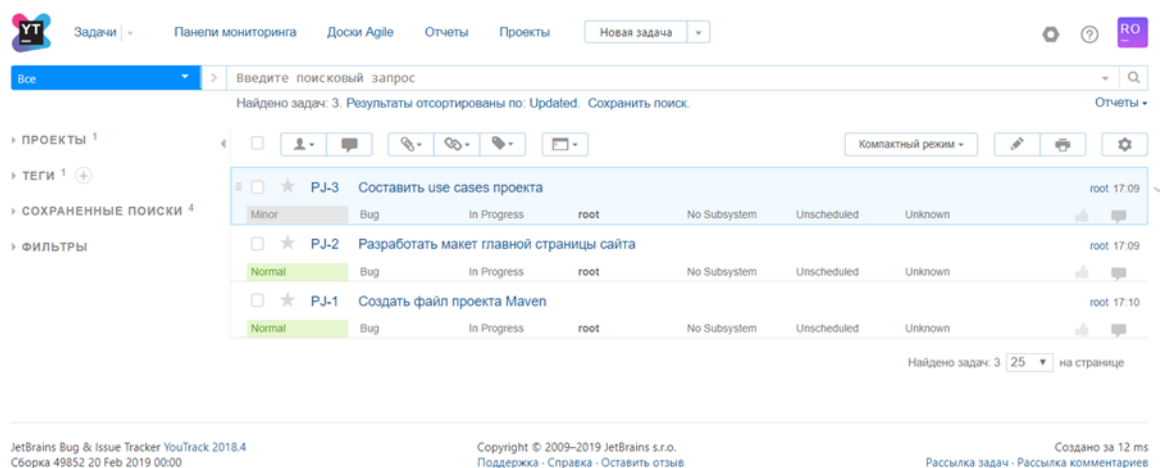 YT Задачи Панели мониторинга Доски Agile Отчеты Проекты Новая задача RO
Все Введите поисковый запрос
Найдено задач: 3. Результаты отсортированы по: Updated. Сохранить поиск. Отчеты
ПРОЕКТЫ 1
Компактный режим
ТЕГИ 1
СОХРАНЕННЫЕ ПОИСКИ 4
ФИЛЬТРЫ
PJ-3 Составить use cases проекта root 17:09
Minor Bug In Progress root No Subsystem Unscheduled Unknown
PJ-2 Разработать макет главной страницы сайта root 17:09
Normal Bug In Progress root No Subsystem Unscheduled Unknown
PJ-1 Создать файл проекта Maven root 17:10
Normal Bug In Progress root No Subsystem Unscheduled Unknown
Найдено задач: 3 25 на странице
JetBrains Bug & Issue Tracker YouTrack 2018.4 Copyright © 2009–2019 JetBrains s.r.o. Создано за 12 ms
Сборка 49852 20 Feb 2019 00:00 Поддержка · Справка · Оставить отзыв Рассылка задач · Рассылка комментариев